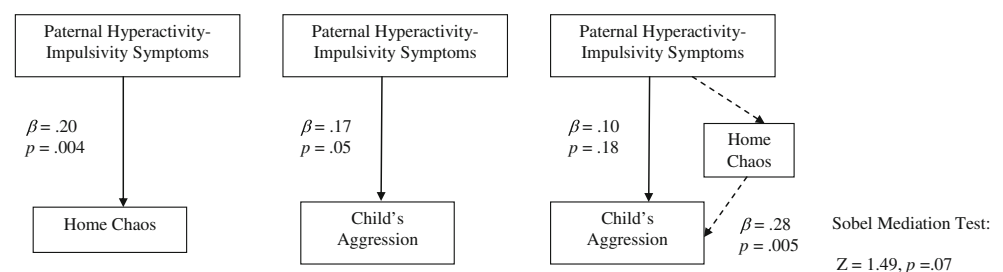 Paternal Hyperactivity-
Impulsivity Symptoms
β = .20
p = .004
Home Chaos
Paternal Hyperactivity-
Impulsivity Symptoms
β = .17
p = .05
Child's
Aggression
Paternal Hyperactivity-
Impulsivity Symptoms
β = .10
p = .18
Home
Chaos
Child's
Aggression
β = .28
p = .005
Sobel Mediation Test:
Z = 1.49, p =.07